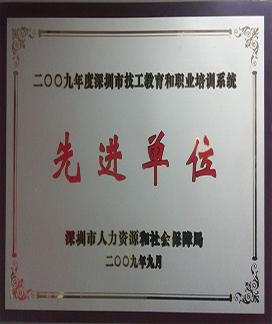 二〇〇九年度深圳市技工教育和职业培训系统
先进单位
深圳市人力资源和社会保障局
二〇〇九年九月